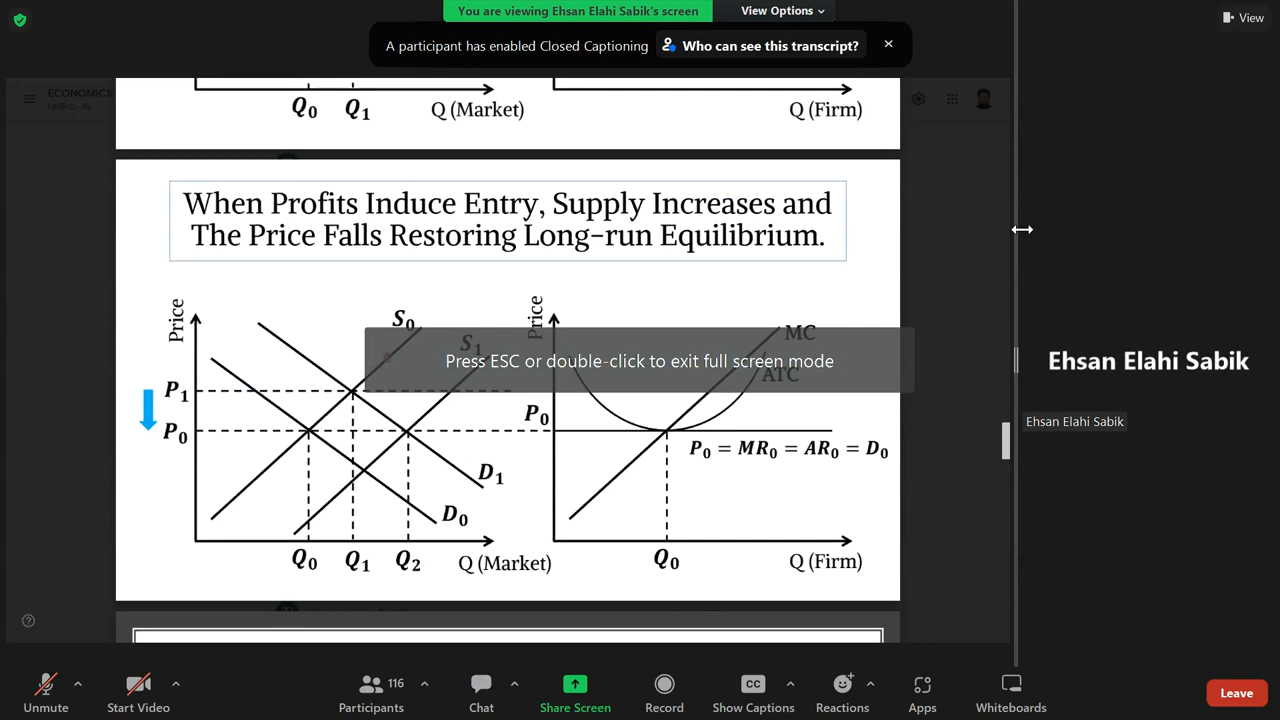 You are viewing Ehsan Elahi Sabik's screen
View Options
View
A participant has enabled Closed Captioning
Who can see this transcript?
ECONOMICS
Q₀ Q₁ Q (Market)
Q (Firm)
When Profits Induce Entry, Supply Increases and
The Price Falls Restoring Long-run Equilibrium.
Price
S₀
S₁
P₁
P₀
D₁
D₀
Q₀ Q₁ Q₂ Q (Market)
Price
MC
ATC
P₀
P₀ = MR₀ = AR₀ = D₀
Q₀ Q (Firm)
Press ESC or double-click to exit full screen mode
Ehsan Elahi Sabik
Ehsan Elahi Sabik
Unmute
Start Video
116
Participants
Chat
Share Screen
Record
CC
Show Captions
Reactions
Apps
Whiteboards
Leave